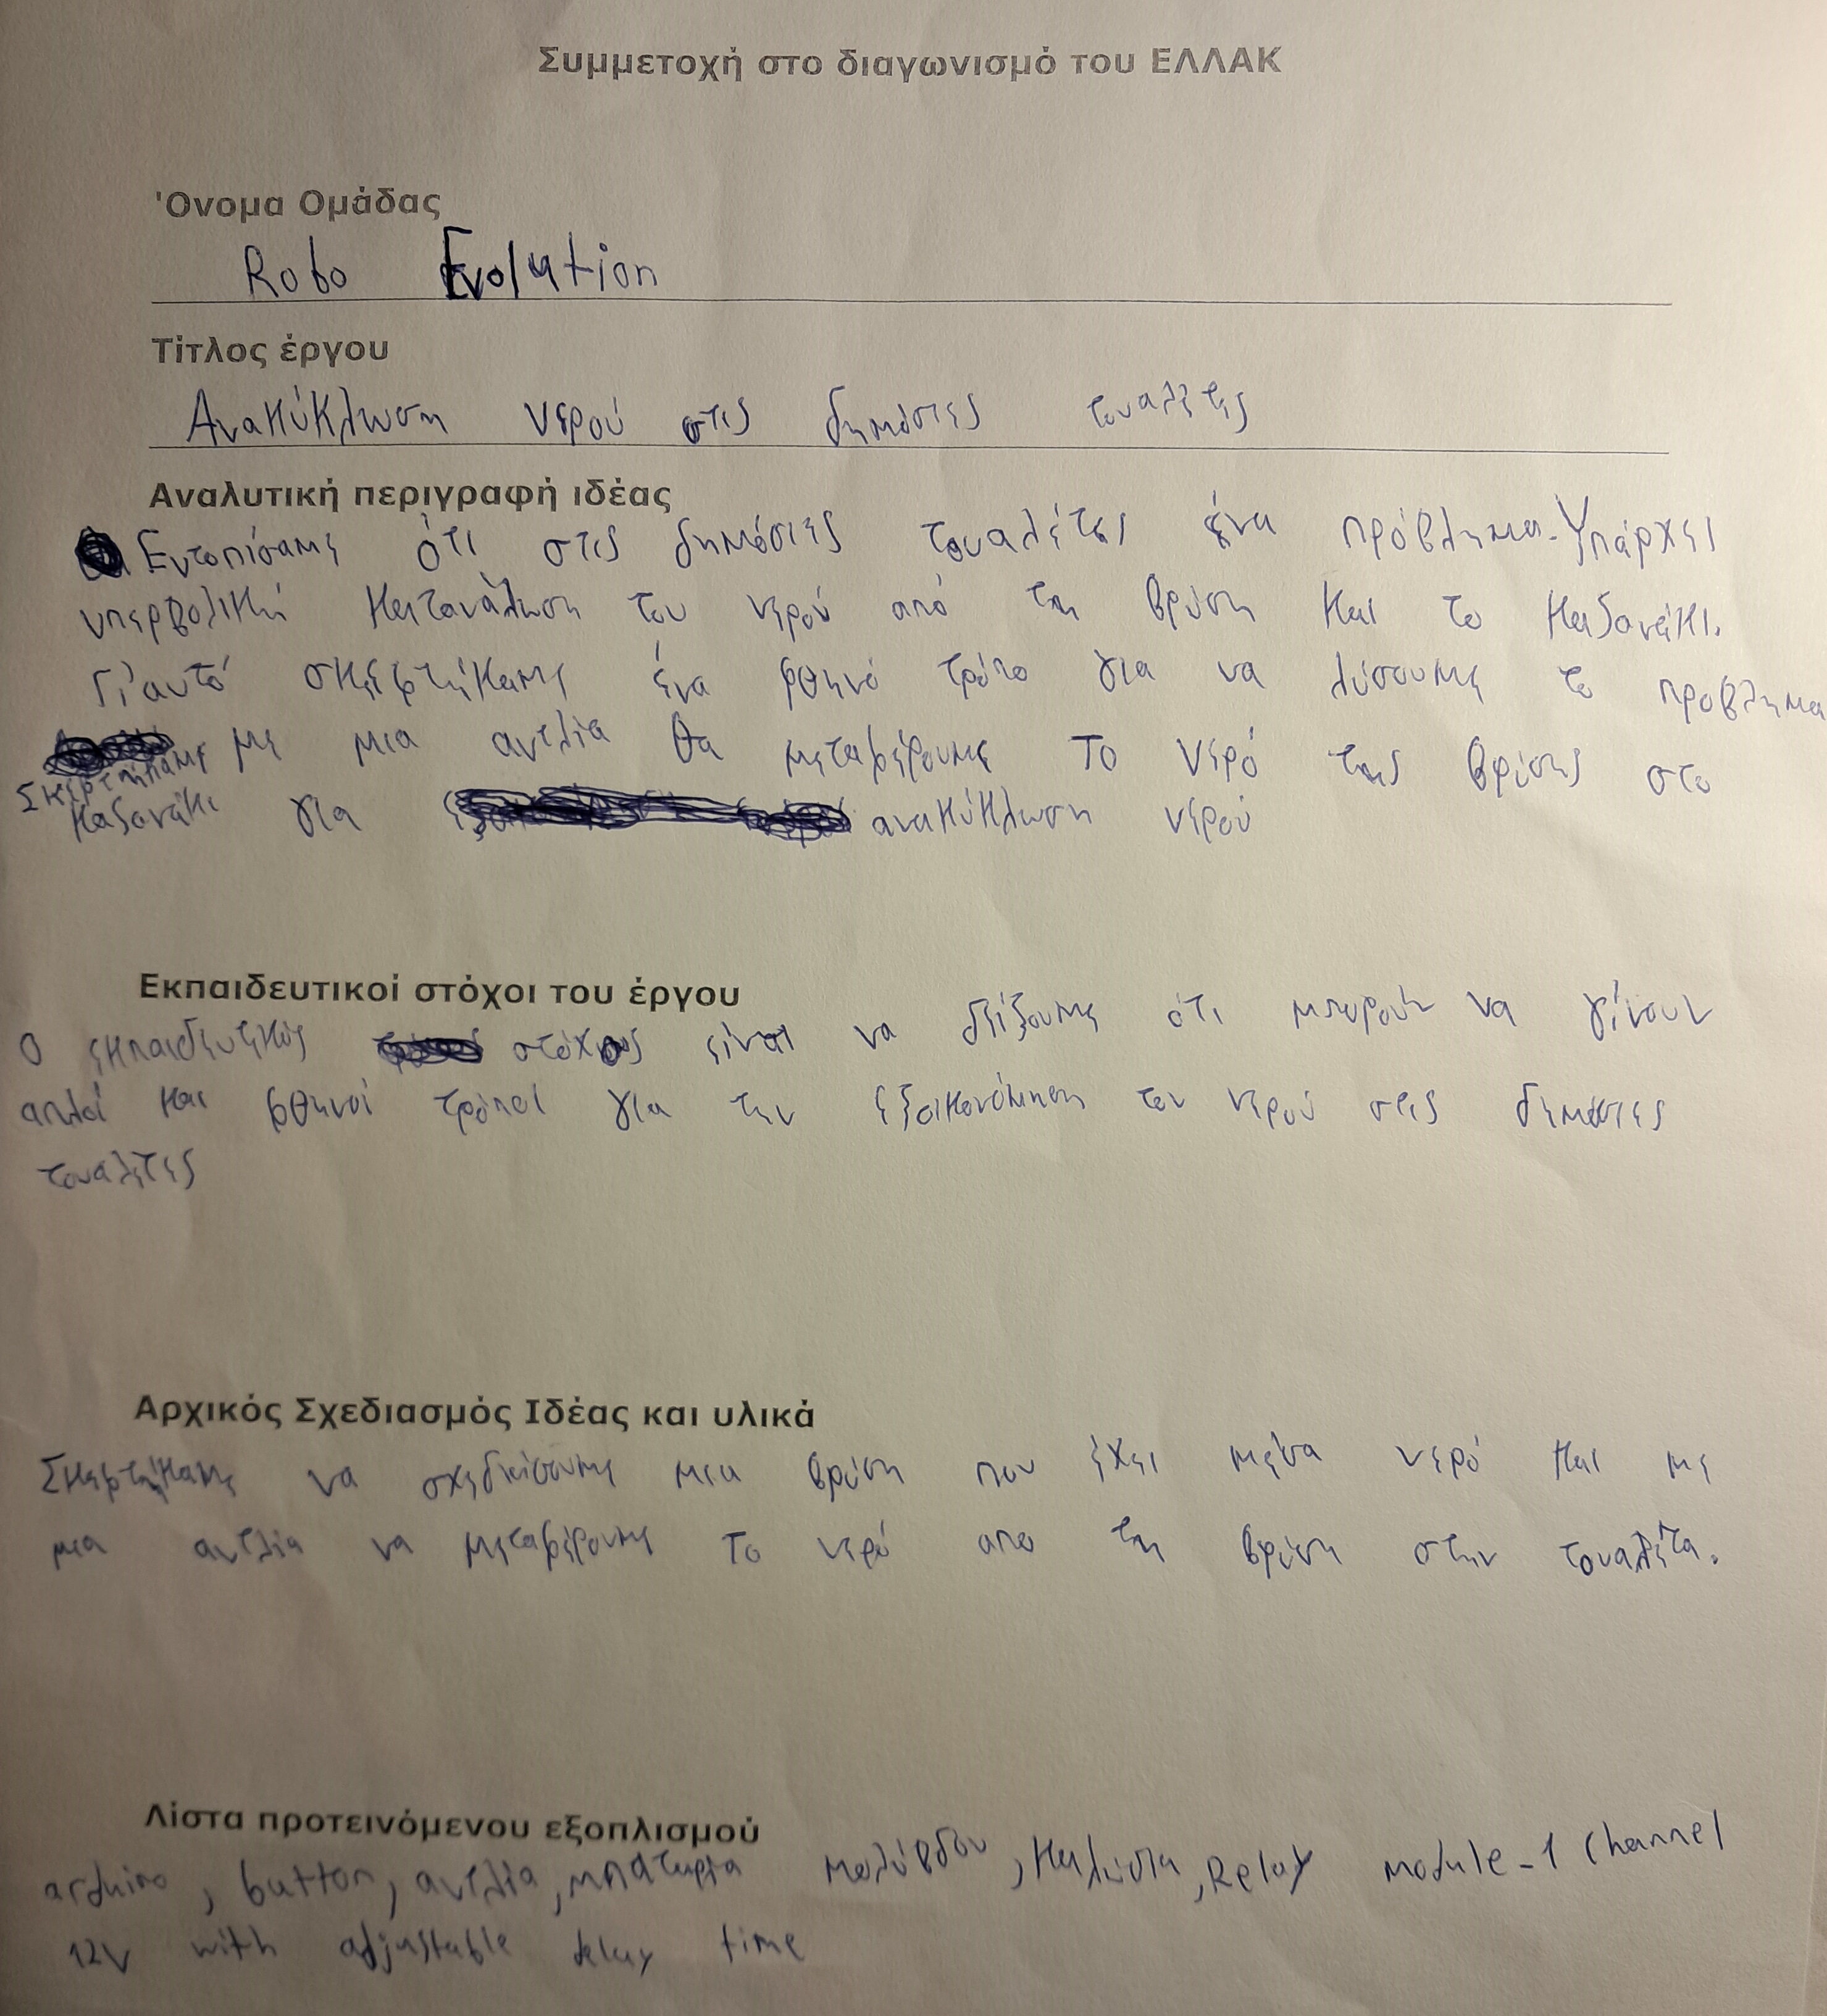 Συμμετοχή στο διαγωνισμό του ΕΛΛΑΚ
'Ονομα Ομάδας
Robo Evolution
Τίτλος έργου
Ανακύκλωση νερού στις δημόσιες τουαλέτες
Αναλυτική περιγραφή ιδέας
Εντοπίσαμε ότι στις δημόσιες τουαλέτες ένα πρόβλημα. Υπάρχει
υπερβολική κατανάλωση του νερού από τη βρύση και το καζανάκι.
Γι'αυτό σκεφτήκαμε ένα φθηνό τρόπο για να λύσουμε το προβλημα
Σκεφτήκαμε με μια αντλία θα μεταφέρουμε το νερό της βρύσης στο
καζανάκι για ανακύκλωση νερού
Εκπαιδευτικοί στόχοι του έργου
Ο εκπαιδευτικός στόχος είναι να δείξουμε ότι μπορούν να γίνουν
απλοί και φθηνοί τρόποι για την εξοικονόμηση του νερού στις δημόσιες
τουαλέτες
Αρχικός Σχεδιασμός Ιδέας και υλικά
Σκεφτήκαμε να σχεδιάσουμε μια βρύση που έχει μέσα νερό και με
μια αντλία να μεταφέρουμε το νερό απο τη βρύση στην τουαλέτα.
Λίστα προτεινόμενου εξοπλισμού
arduino, button, αντλία, μπαταρία μολύβδου, καλώδια, Relay module-1 channel
12V with adjustable delay time